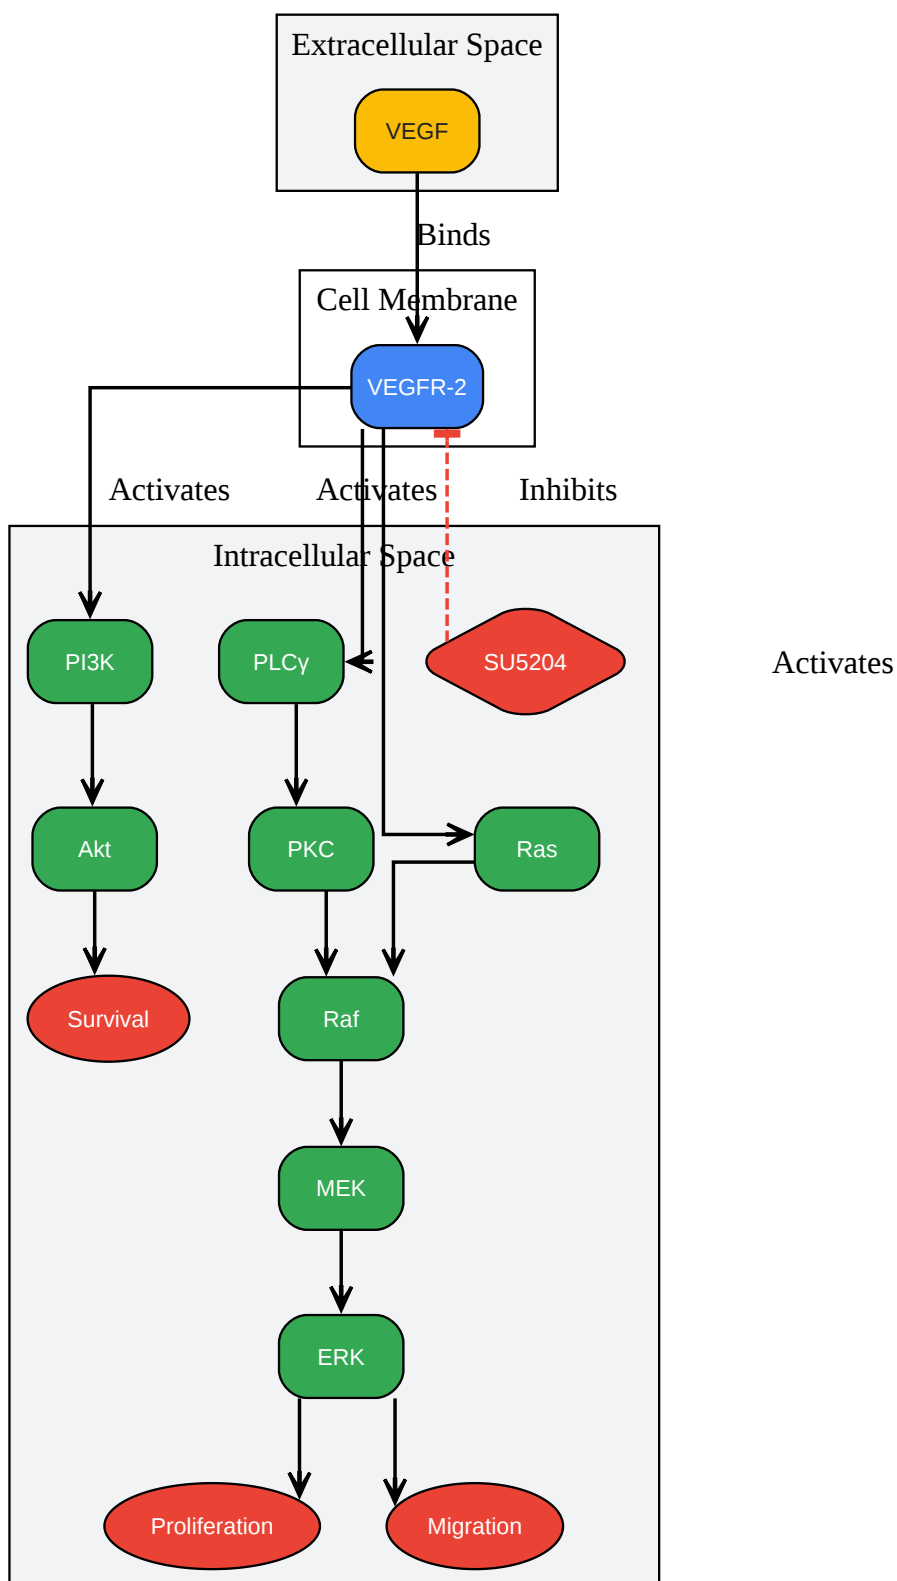 Extracellular Space
VEGF
Binds
Cell Membrane
VEGFR-2
Activates
Activates
Inhibits
Intracellular Space
PI3K
PLCγ
SU5204
Activates
Akt
PKC
Ras
Survival
Raf
MEK
ERK
Proliferation
Migration